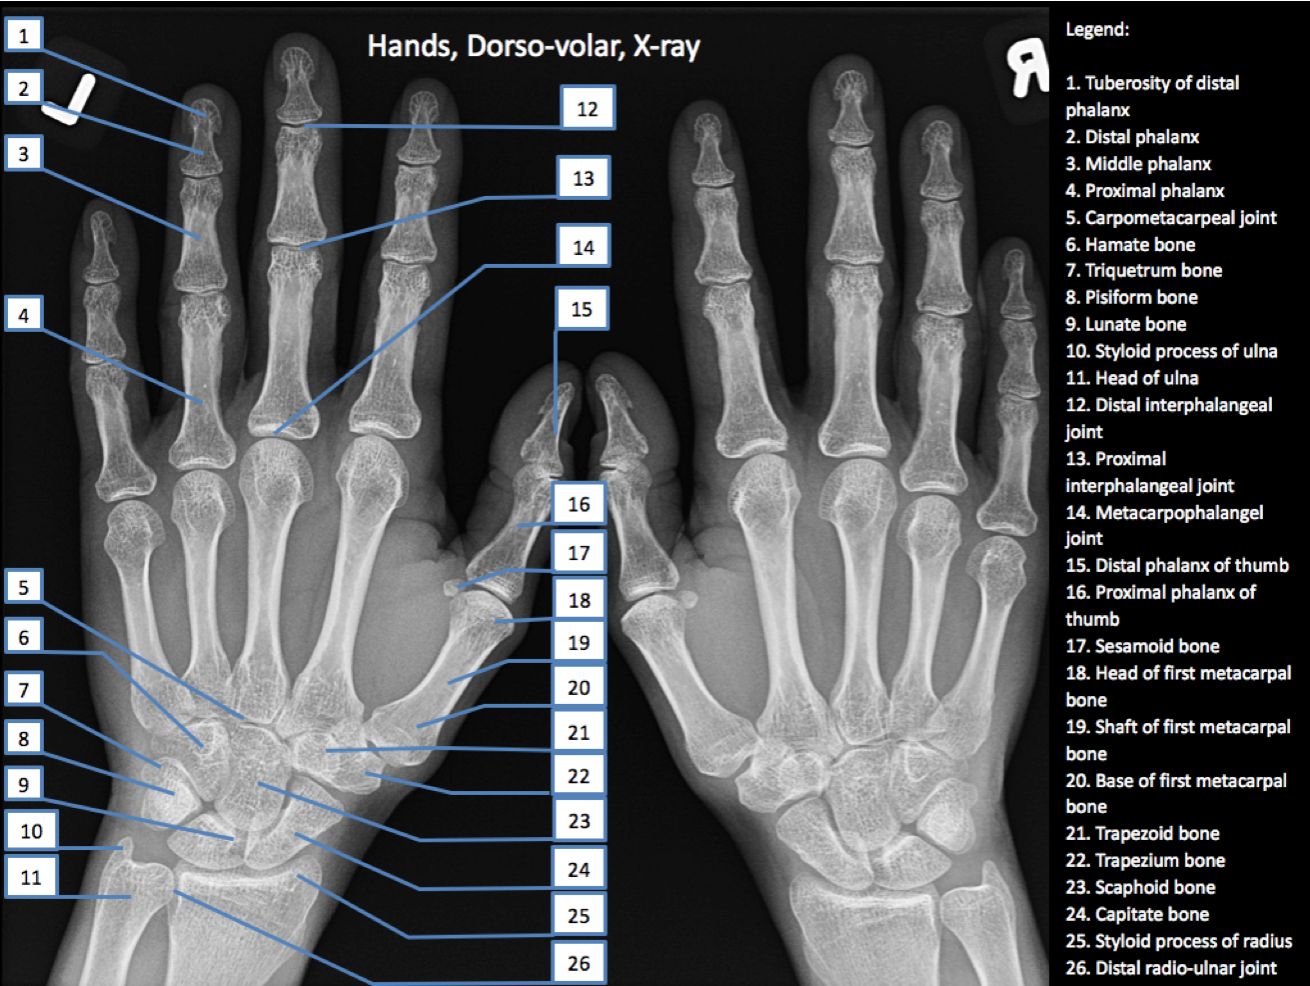 Hands, Dorso-volar, X-ray
L
R
1
2
3
4
5
6
7
8
9
10
11
12
13
14
15
16
17
18
19
20
21
22
23
24
25
26
Legend:
1. Tuberosity of distal
phalanx
2. Distal phalanx
3. Middle phalanx
4. Proximal phalanx
5. Carpometacarpeal joint
6. Hamate bone
7. Triquetrum bone
8. Pisiform bone
9. Lunate bone
10. Styloid process of ulna
11. Head of ulna
12. Distal interphalangeal
joint
13. Proximal
interphalangeal joint
14. Metacarpophalangel
joint
15. Distal phalanx of thumb
16. Proximal phalanx of
thumb
17. Sesamoid bone
18. Head of first metacarpal
bone
19. Shaft of first metacarpal
bone
20. Base of first metacarpal
bone
21. Trapezoid bone
22. Trapezium bone
23. Scaphoid bone
24. Capitate bone
25. Styloid process of radius
26. Distal radio-ulnar joint